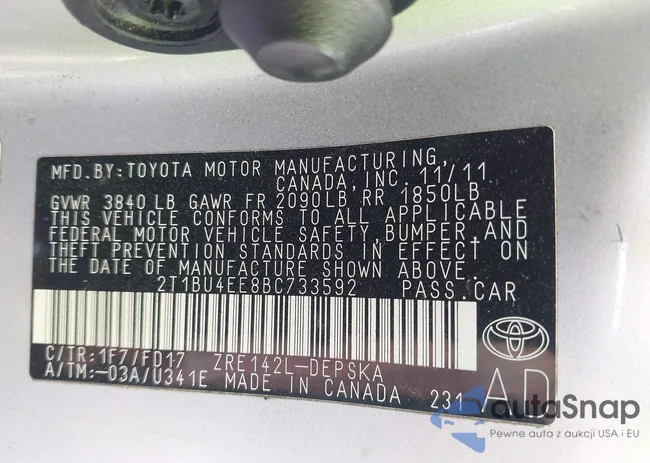 MFD.BY:TOYOTA MOTOR MANUFACTURING,
CANADA, INC. 11/11
GVWR 3840 LB GAWR FR 2090LB RR 1850LB
THIS VEHICLE CONFORMS TO ALL APPLICABLE
FEDERAL MOTOR VEHICLE SAFETY, BUMPER, AND
THEFT PREVENTION STANDARDS IN EFFECT ON
THE DATE OF MANUFACTURE SHOWN ABOVE.
2T1BU4EE8BC733592 PASS.CAR
C/TR:1F7/FD17 ZRE142L-DEPSKA
A/TM:-03A/U341E MADE IN CANADA 231
AD
autoSnap
Pewne auta z aukcji USA i EU